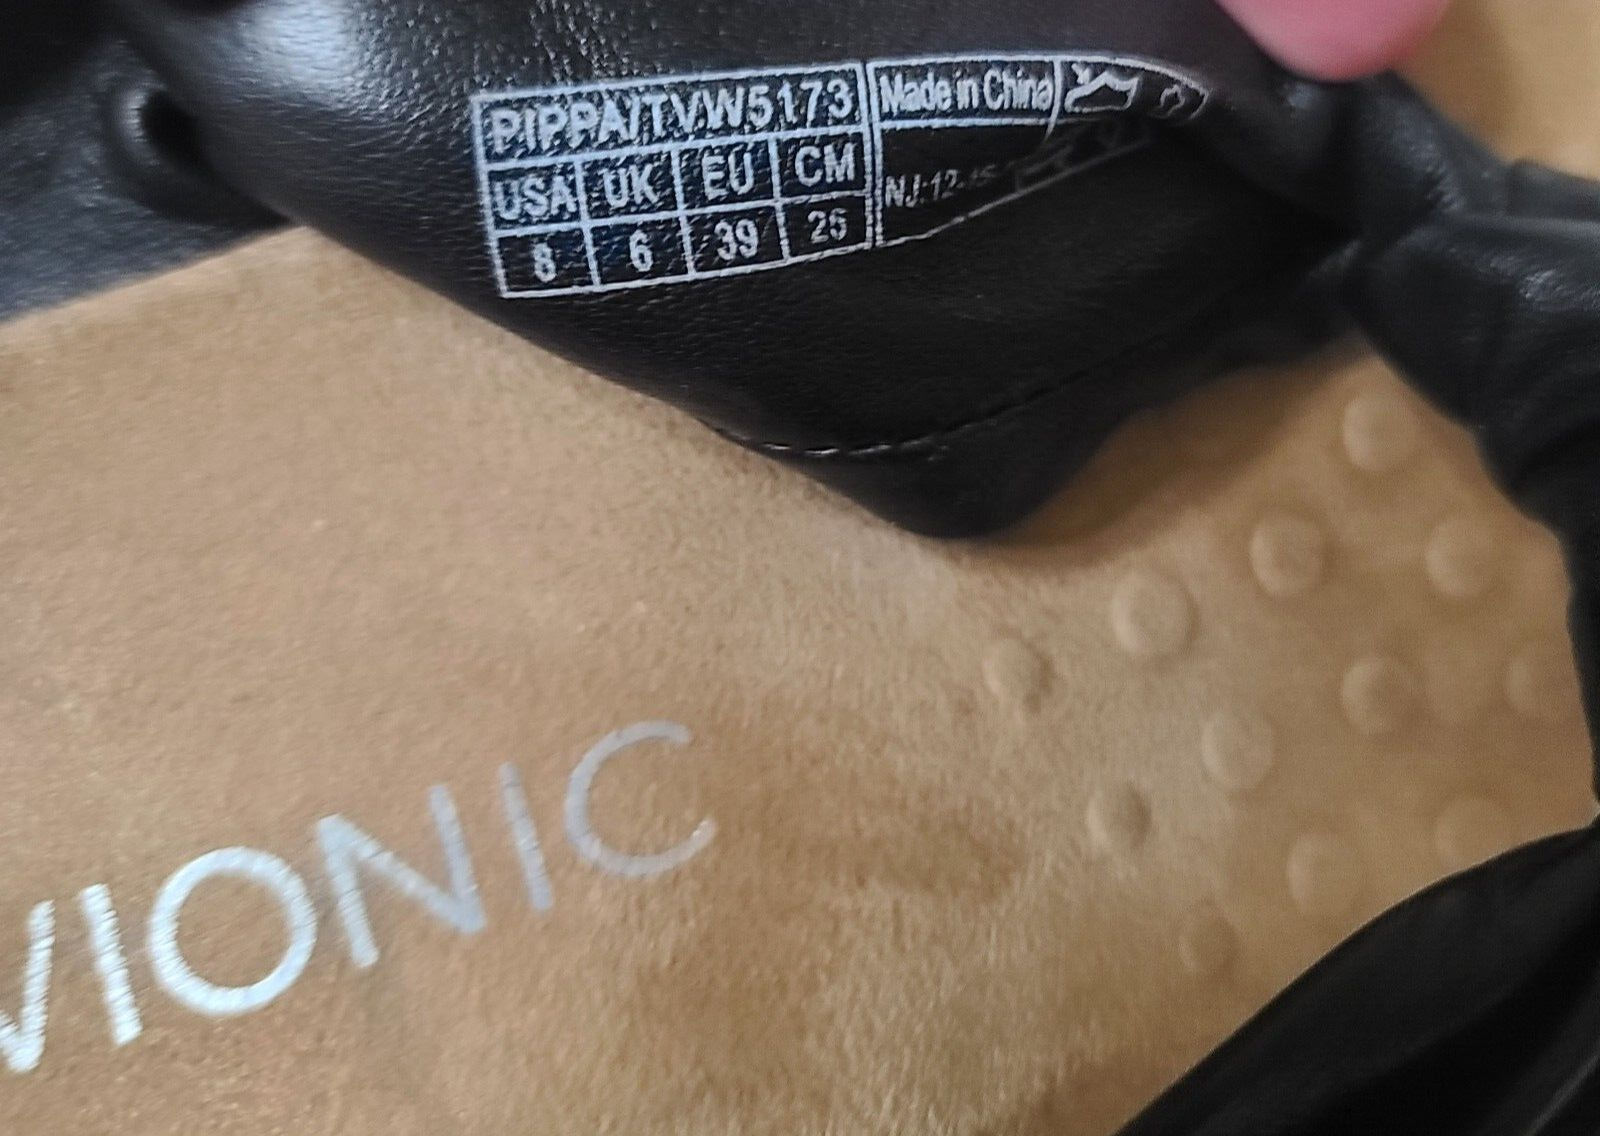 PIPPA/TVW5173
Made in China
USA UK EU CM
8 6 39 25
VIONIC